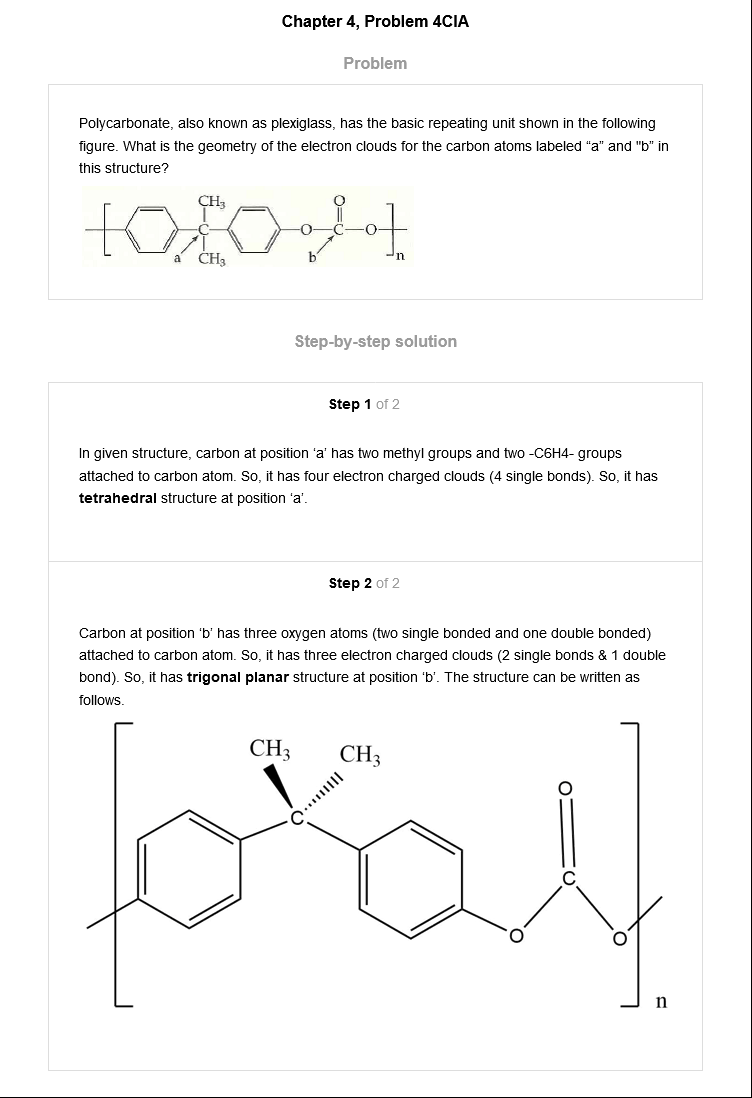 Chapter 4, Problem 4CIA
Problem
Polycarbonate, also known as plexiglass, has the basic repeating unit shown in the following
figure. What is the geometry of the electron clouds for the carbon atoms labeled “a” and "b” in
this structure?
CH3
O
C
O
C
O
a
CH3
b
n
Step-by-step solution
Step 1 of 2
In given structure, carbon at position ‘a’ has two methyl groups and two -C6H4- groups
attached to carbon atom. So, it has four electron charged clouds (4 single bonds). So, it has
tetrahedral structure at position ‘a’.
Step 2 of 2
Carbon at position ‘b’ has three oxygen atoms (two single bonded and one double bonded)
attached to carbon atom. So, it has three electron charged clouds (2 single bonds & 1 double
bond). So, it has trigonal planar structure at position ‘b’. The structure can be written as
follows.
CH3
CH3
O
C
C
O
O
n